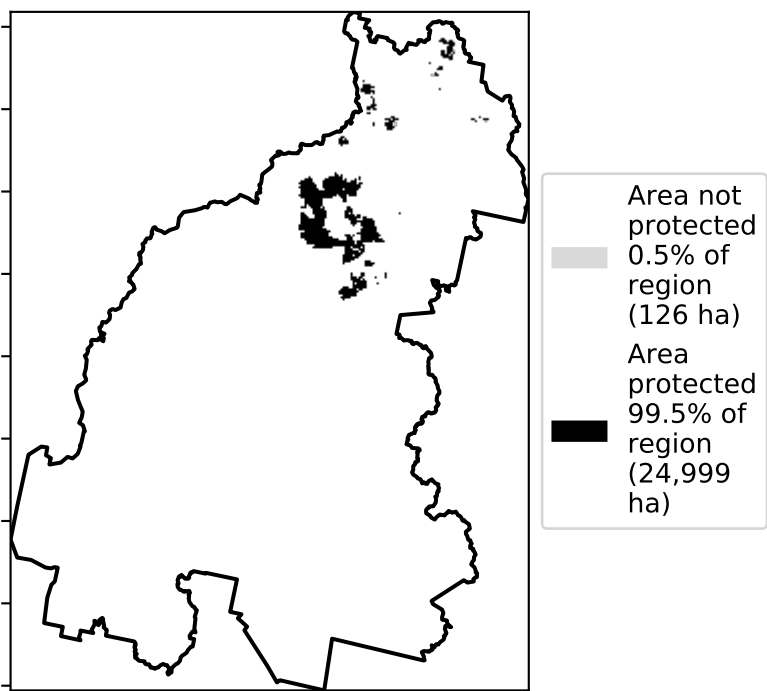 Area not
protected
0.5% of
region
(126 ha)
Area
protected
99.5% of
region
(24,999
ha)